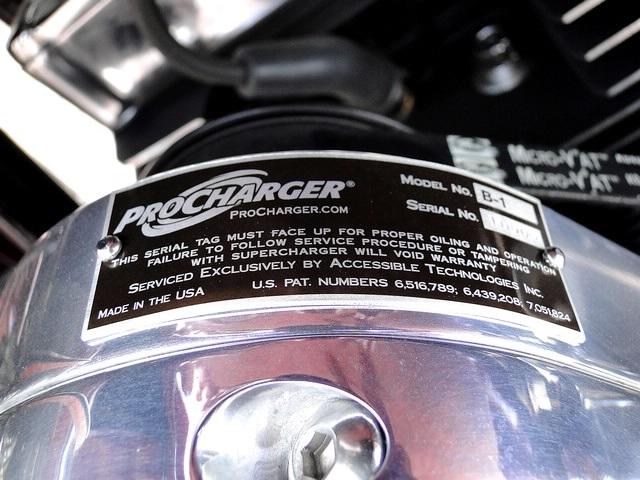 PROCHARGER®
PROCHARGER.COM
MODEL NO. B-1
SERIAL NO.
THIS SERIAL TAG MUST FACE UP FOR PROPER OILING AND OPERATION
FAILURE TO FOLLOW SERVICE PROCEDURE OR TAMPERING
WITH SUPERCHARGER WILL VOID WARRANTY
SERVICED EXCLUSIVELY BY ACCESSIBLE TECHNOLOGIES INC.
MADE IN THE USA U.S. PAT. NUMBERS 6,516,789; 6,439,208; 7,051,824
MICRO-V AT™
MICRO-V AT™